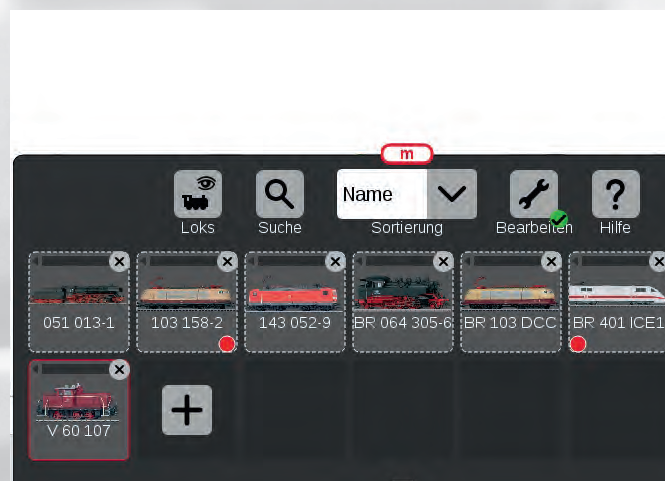 m
Name
Loks
Suche
Sortierung
Bearbeiten
Hilfe
051 013-1
103 158-2
143 052-9
BR 064 305-6
BR 103 DCC
BR 401 ICE1
V 60 107